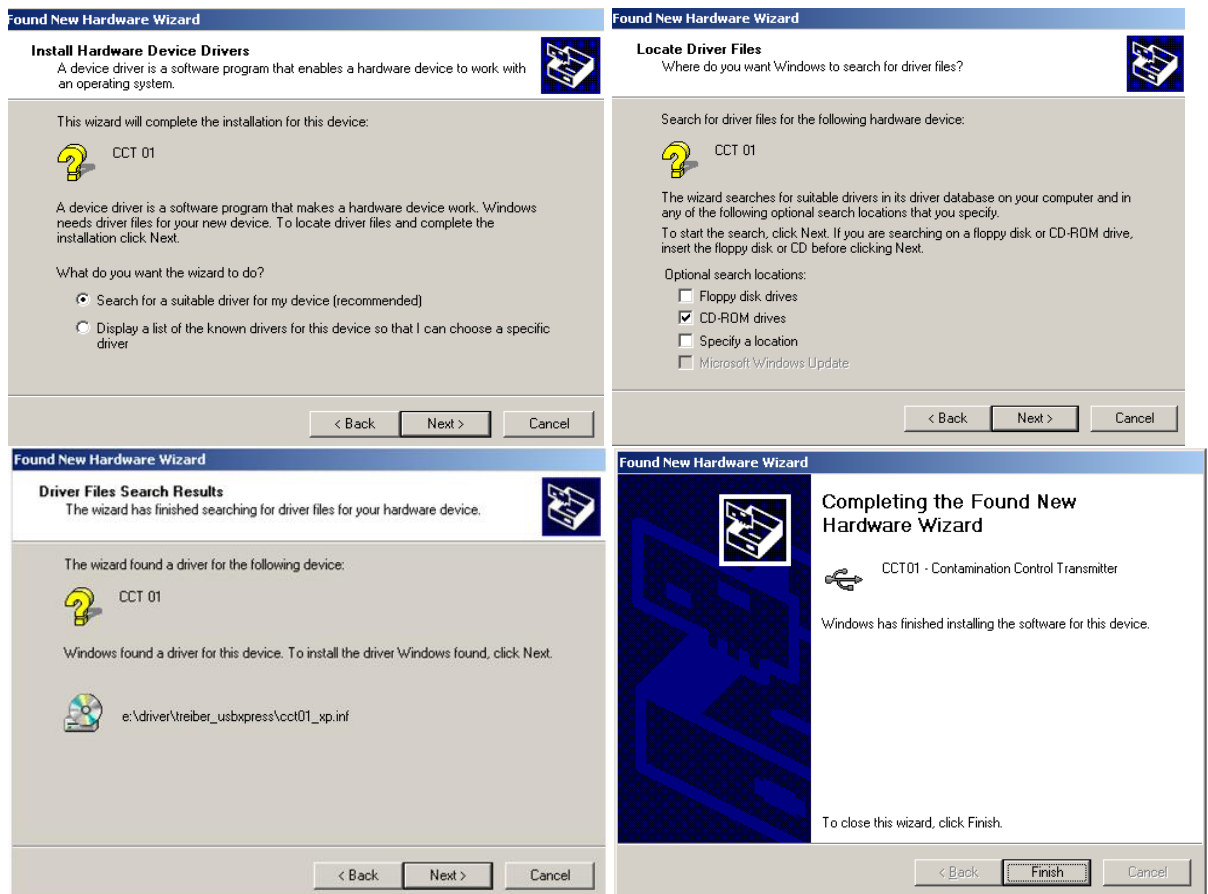 Found New Hardware Wizard
Install Hardware Device Drivers
A device driver is a software program that enables a hardware device to work with
an operating system.
This wizard will complete the installation for this device:
CCT 01
A device driver is a software program that makes a hardware device work. Windows
needs driver files for your new device. To locate driver files and complete the
installation click Next.
What do you want the wizard to do?
Search for a suitable driver for my device (recommended)
Display a list of the known drivers for this device so that I can choose a specific
driver
< Back Next > Cancel
Found New Hardware Wizard
Locate Driver Files
Where do you want Windows to search for driver files?
Search for driver files for the following hardware device:
CCT 01
The wizard searches for suitable drivers in its driver database on your computer and in
any of the following optional search locations that you specify.
To start the search, click Next. If you are searching on a floppy disk or CD-ROM drive,
insert the floppy disk or CD before clicking Next.
Optional search locations:
Floppy disk drives
CD-ROM drives
Specify a location
Microsoft Windows Update
< Back Next > Cancel
Found New Hardware Wizard
Driver Files Search Results
The wizard has finished searching for driver files for your hardware device.
The wizard found a driver for the following device:
CCT 01
Windows found a driver for this device. To install the driver Windows found, click Next.
e:\driver\treiber_usbxpress\cct01_xp.inf
< Back Next > Cancel
Found New Hardware Wizard
Completing the Found New
Hardware Wizard
CCT01 - Contamination Control Transmitter
Windows has finished installing the software for this device.
To close this wizard, click Finish.
< Back Finish Cancel